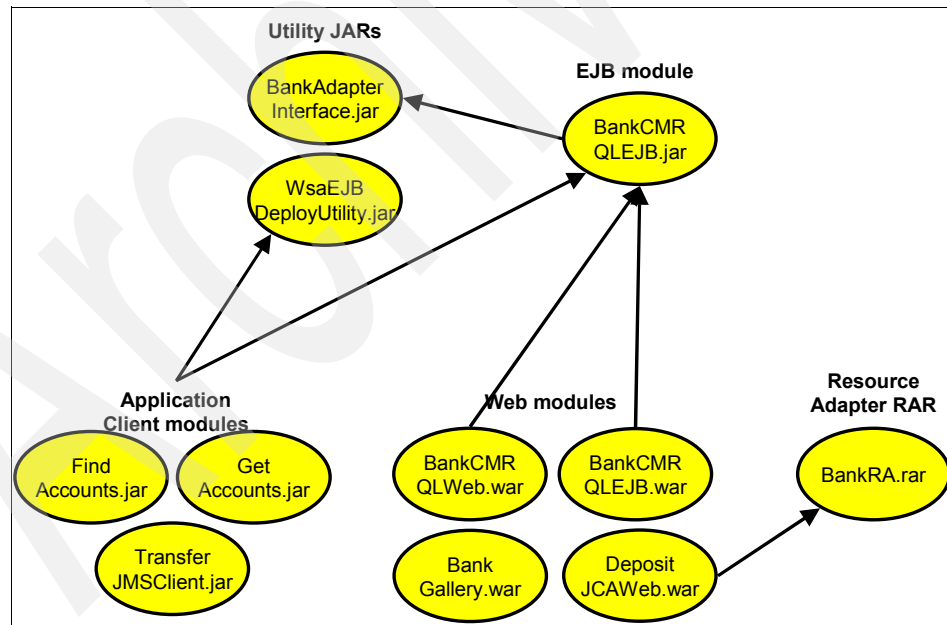 Utility JARs
BankAdapter
Interface.jar
EJB module
BankCMR
QLEJB.jar
WsaEJB
DeployUtility.jar
Application
Client modules
Web modules
Resource
Adapter RAR
Find
Accounts.jar
Get
Accounts.jar
BankCMR
QLWeb.war
BankCMR
QLEJB.war
BankRA.rar
Transfer
JMSClient.jar
Bank
Gallery.war
Deposit
JCAWeb.war